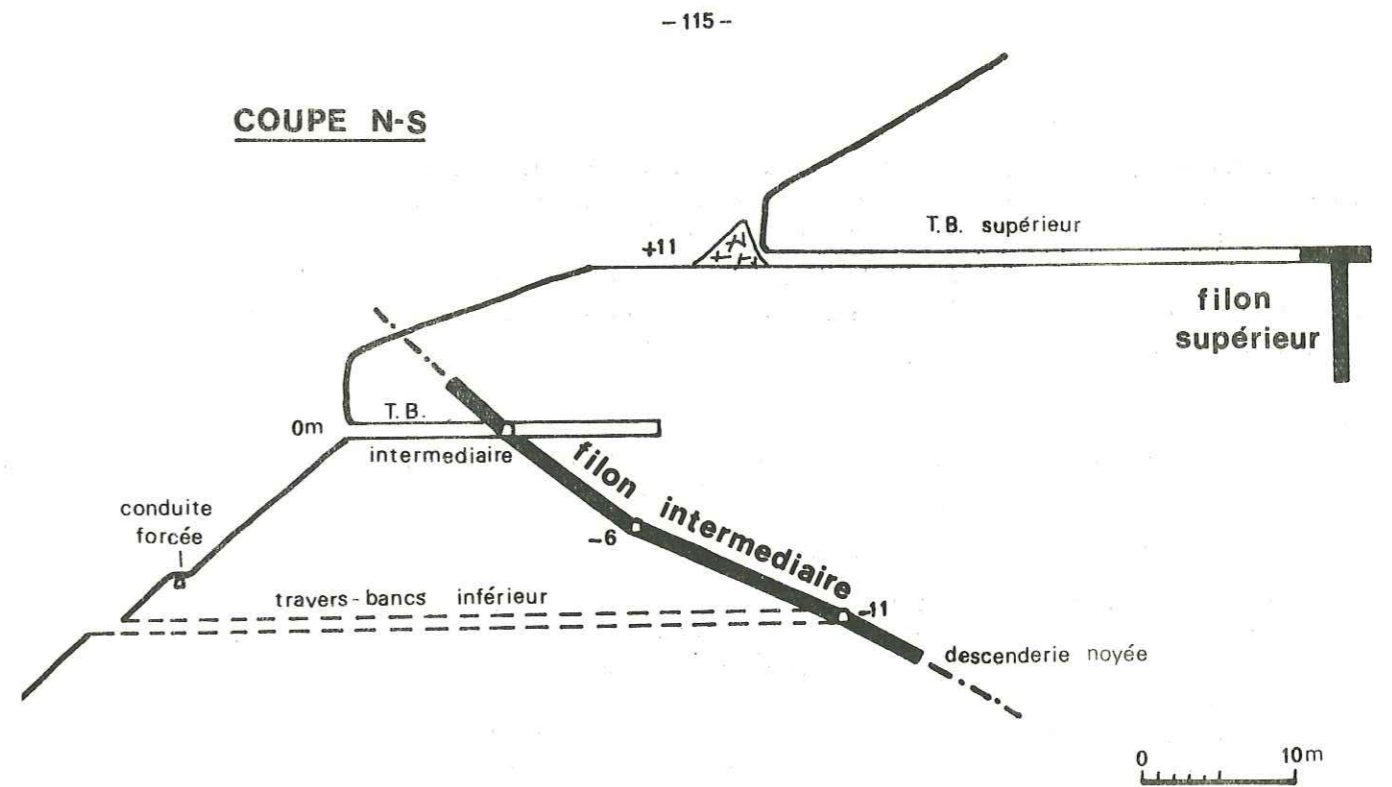 -115-
COUPE N-S
T.B. supérieur
+11
filon
supérieur
T.B.
0m
intermediaire
filon intermediaire
conduite
forcée
-6
travers-bancs inférieur
-11
descenderie noyée
0 10m